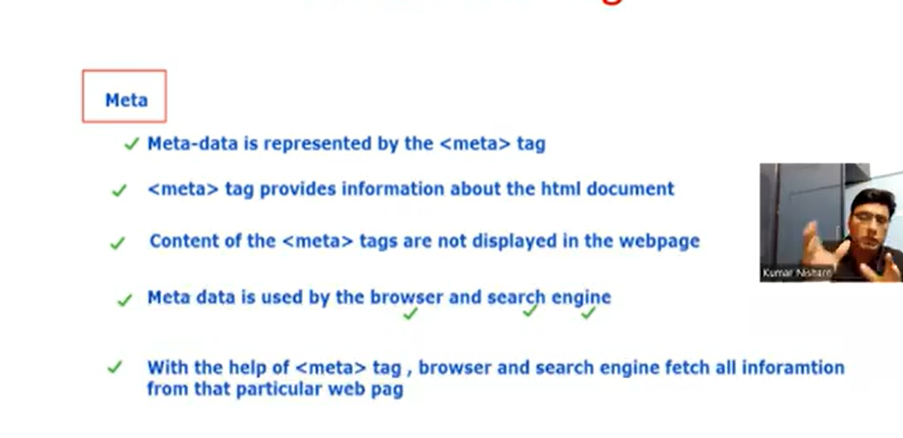 Meta
Meta-data is represented by the <meta> tag
<meta> tag provides information about the html document
Content of the <meta> tags are not displayed in the webpage
Meta data is used by the browser and search engine
Kumar Nishant
With the help of <meta> tag , browser and search engine fetch all inforamtion
from that particular web pag